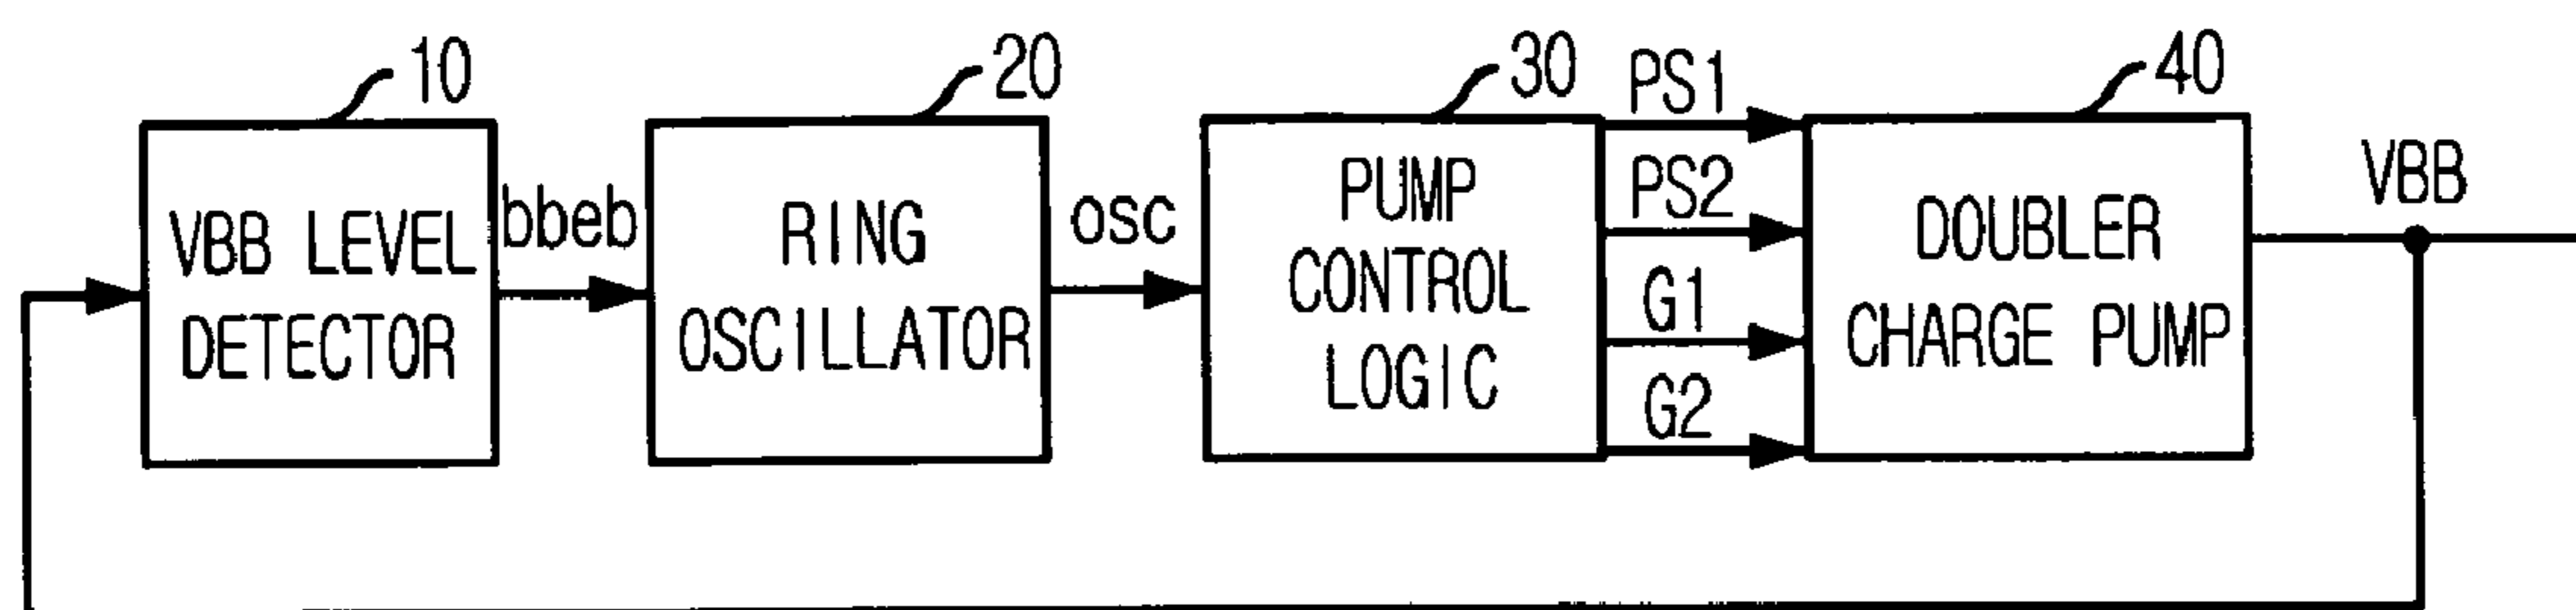 10
20
30
40
VBB LEVEL
DETECTOR
bbeb
RING
OSCILLATOR
osc
PUMP
CONTROL
LOGIC
PS1
PS2
G1
G2
DOUBLER
CHARGE PUMP
VBB